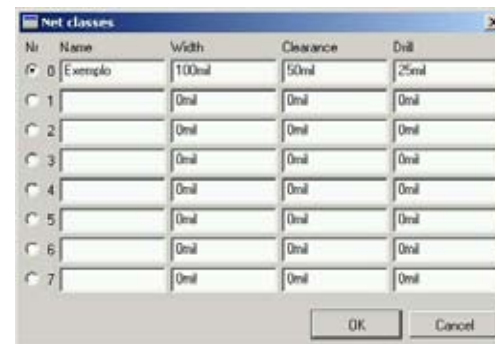 Net classes
Nr Name Width Clearance Drill
0 Exemplo 100mil 50mil 25mil
1 0mil 0mil 0mil
2 0mil 0mil 0mil
3 0mil 0mil 0mil
4 0mil 0mil 0mil
5 0mil 0mil 0mil
6 0mil 0mil 0mil
7 0mil 0mil 0mil
OK Cancel